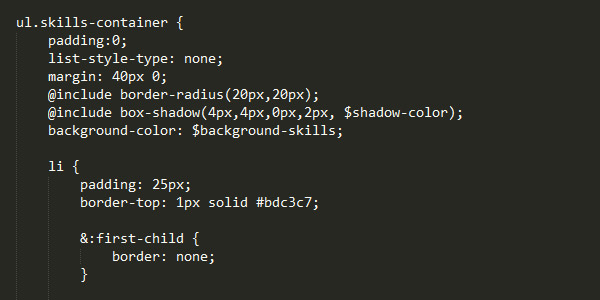 ul.skills-container {
padding:0;
list-style-type: none;
margin: 40px 0;
@include border-radius(20px,20px);
@include box-shadow(4px,4px,0px,2px, $shadow-color);
background-color: $background-skills;
li {
padding: 25px;
border-top: 1px solid #bdc3c7;
&:first-child {
border: none;
}